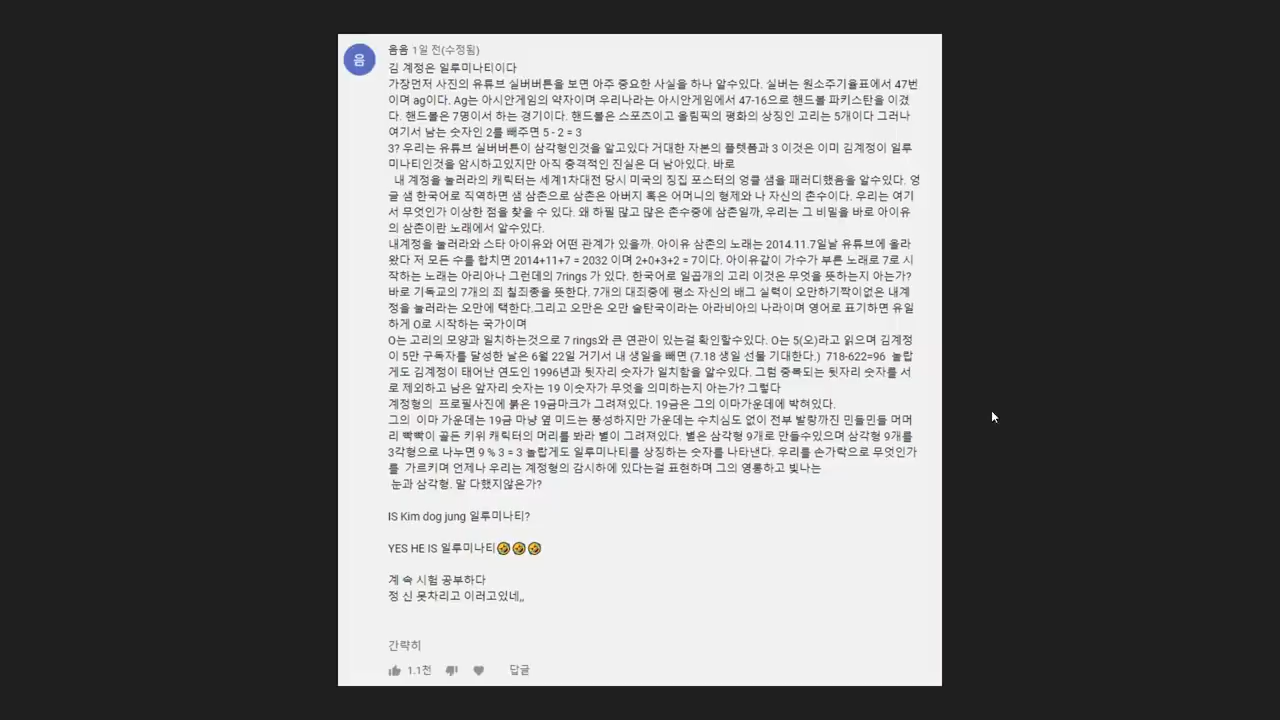 음
음음 1일 전(수정됨)
김 계정은 일루미나티이다
가장먼저 사진의 유튜브 실버버튼을 보면 아주 중요한 사실을 하나 알수있다. 실버는 원소주기율표에서 47번
이며 ag이다. Ag는 아시안게임의 약자이며 우리나라는 아시안게임에서 47-16으로 핸드볼 파키스탄을 이겼
다. 핸드볼은 7명이서 하는 경기이다. 핸드볼은 스포츠이고 올림픽의 평화의 상징인 고리는 5개이다 그러나
여기서 남는 숫자인 2를 빼주면 5 - 2 = 3
3? 우리는 유튜브 실버버튼이 삼각형인것을 알고있다 거대한 자본의 플렛폼과 3 이것은 이미 김계정이 일루
미나티인것을 암시하고있지만 아직 충격적인 진실은 더 남아있다. 바로
내 계정을 눌러라의 캐릭터는 세계1차대전 당시 미국의 징집 포스터의 엉클 샘을 패러디했음을 알수있다. 엉
글 샘 한국어로 직역하면 샘 삼촌으로 삼촌은 아버지 혹은 어머니의 형제와 나 자신의 촌수이다. 우리는 여기
서 무엇인가 이상한 점을 찾을 수 있다. 왜 하필 많고 많은 촌수중에 삼촌일까, 우리는 그 비밀을 바로 아이유
의 삼촌이란 노래에서 알수있다.
내계정을 눌러라와 스타 아이유와 어떤 관계가 있을까. 아이유 삼촌의 노래는 2014.11.7일날 유튜브에 올라
왔다 저 모든 수를 합치면 2014+11+7 = 2032 이며 2+0+3+2 = 7이다. 아이유같이 가수가 부른 노래로 7로 시
작하는 노래는 아리아나 그런데의 7rings 가 있다. 한국어로 일곱개의 고리 이것은 무엇을 뜻하는지 아는가?
바로 기독교의 7개의 죄 칠죄종을 뜻한다. 7개의 대죄중에 평소 자신의 배그 실력이 오만하기짝이없은 내계
정을 눌러라는 오만에 택한다.그리고 오만은 오만 술탄국이라는 아라비아의 나라이며 영어로 표기하면 유일
하게 O로 시작하는 국가이며
O는 고리의 모양과 일치하는것으로 7 rings와 큰 연관이 있는걸 확인할수있다. O는 5(오)라고 읽으며 김계정
이 5만 구독자를 달성한 날은 6월 22일 거기서 내 생일을 빼면 (7.18 생일 선물 기대한다.) 718-622=96 놀랍
게도 김계정이 태어난 연도인 1996년과 뒷자리 숫자가 일치함을 알수있다. 그럼 중복되는 뒷자리 숫자를 서
로 제외하고 남은 앞자리 숫자는 19 이숫자가 무엇을 의미하는지 아는가? 그렇다
계정형의 프로필사진에 붉은 19금마크가 그려져있다. 19금은 그의 이마가운데에 박혀있다.
그의 이마 가운데는 19금 마냥 옆 미드는 풍성하지만 가운데는 수치심도 없이 전부 발랑까진 민들민들 머머
리 빡빡이 골든 키위 캐릭터의 머리를 봐라 별이 그려져있다. 별은 삼각형 9개로 만들수있으며 삼각형 9개를
3각형으로 나누면 9 % 3 = 3 놀랍게도 일루미나티를 상징하는 숫자를 나타낸다. 우리를 손가락으로 무엇인가
를 가르키며 언제나 우리는 계정형의 감시하에 있다는걸 표현하며 그의 영롱하고 빛나는
눈과 삼각형. 말 다했지않은가?
IS Kim dog jung 일루미나티?
YES HE IS 일루미나티🤣🤣🤣
계 속 시험 공부하다
정 신 못차리고 이러고있네,,
간략히
1.1천 답글